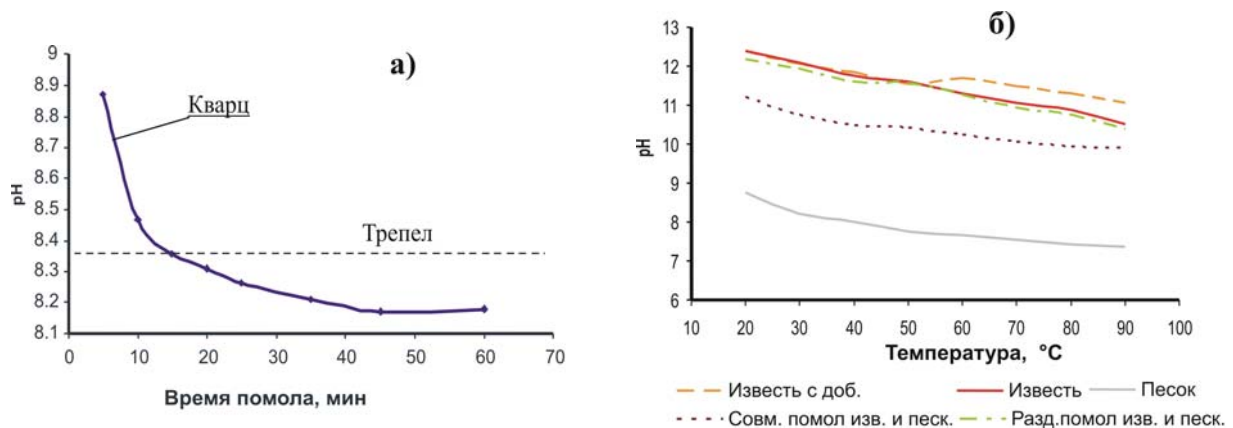 а)
Кварц
Трепел
pH
9
8.9
8.8
8.7
8.6
8.5
8.4
8.3
8.2
8.1
0 10 20 30 40 50 60 70
Время помола, мин
б)
pH
13
12
11
10
9
8
7
6
10 20 30 40 50 60 70 80 90 100
Температура, °C
Известь с доб. Известь Песок
Совм. помол изв. и песк. Разд.помол изв. и песк.